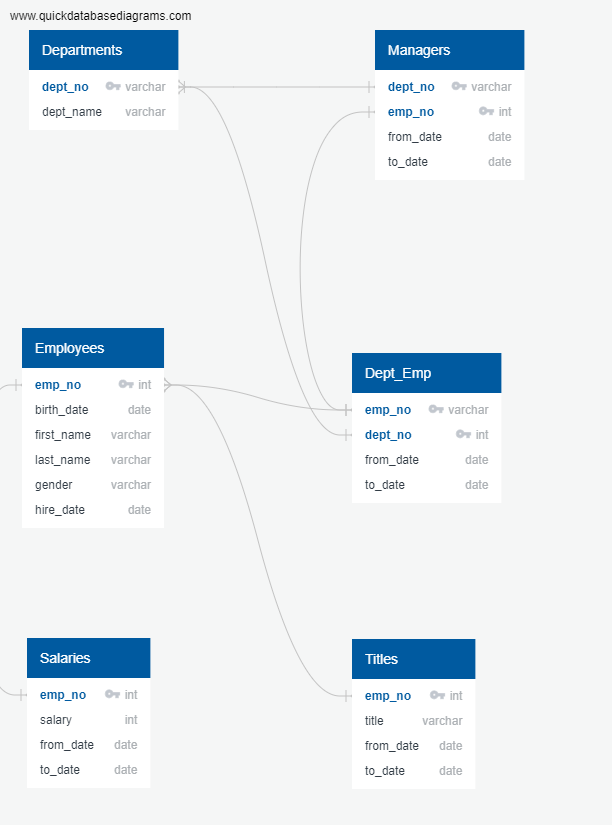 www.quickdatabasediagrams.com
Departments
dept_no varchar
dept_name varchar
Managers
dept_no varchar
emp_no int
from_date date
to_date date
Employees
emp_no int
birth_date date
first_name varchar
last_name varchar
gender varchar
hire_date date
Dept_Emp
emp_no varchar
dept_no int
from_date date
to_date date
Salaries
emp_no int
salary int
from_date date
to_date date
Titles
emp_no int
title varchar
from_date date
to_date date